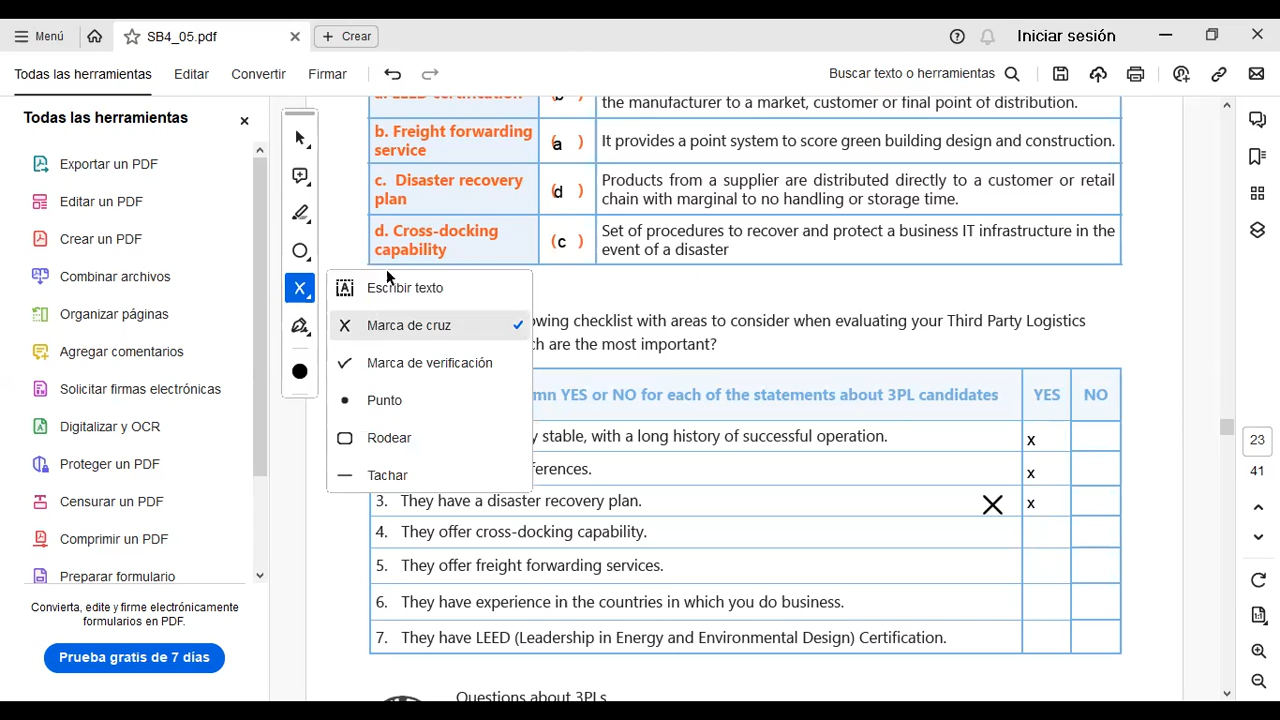 Menú
SB4_05.pdf
Crear
Iniciar sesión
Todas las herramientas
Editar
Convertir
Firmar
Buscar texto o herramientas
Todas las herramientas
Exportar un PDF
Editar un PDF
Crear un PDF
Combinar archivos
Organizar páginas
Agregar comentarios
Solicitar firmas electrónicas
Digitalizar y OCR
Proteger un PDF
Censurar un PDF
Comprimir un PDF
Preparar formulario
Convierta, edite y firme electrónicamente
formularios en PDF.
Prueba gratis de 7 días
a. LEED certification
(b)
the manufacturer to a market, customer or final point of distribution.
b. Freight forwarding
service
(a)
It provides a point system to score green building design and construction.
c. Disaster recovery
plan
(d)
Products from a supplier are distributed directly to a customer or retail
chain with marginal to no handling or storage time.
d. Cross-docking
capability
(c)
Set of procedures to recover and protect a business IT infrastructure in the
event of a disaster
Escribir texto
Marca de cruz
Marca de verificación
Punto
Rodear
Tachar
owing checklist with areas to consider when evaluating your Third Party Logistics
ch are the most important?
mn YES or NO for each of the statements about 3PL candidates
YES
NO
y stable, with a long history of successful operation.
x
ferences.
x
3. They have a disaster recovery plan.
X
x
4. They offer cross-docking capability.
5. They offer freight forwarding services.
6. They have experience in the countries in which you do business.
7. They have LEED (Leadership in Energy and Environmental Design) Certification.
Questions about 3PLs
23
41